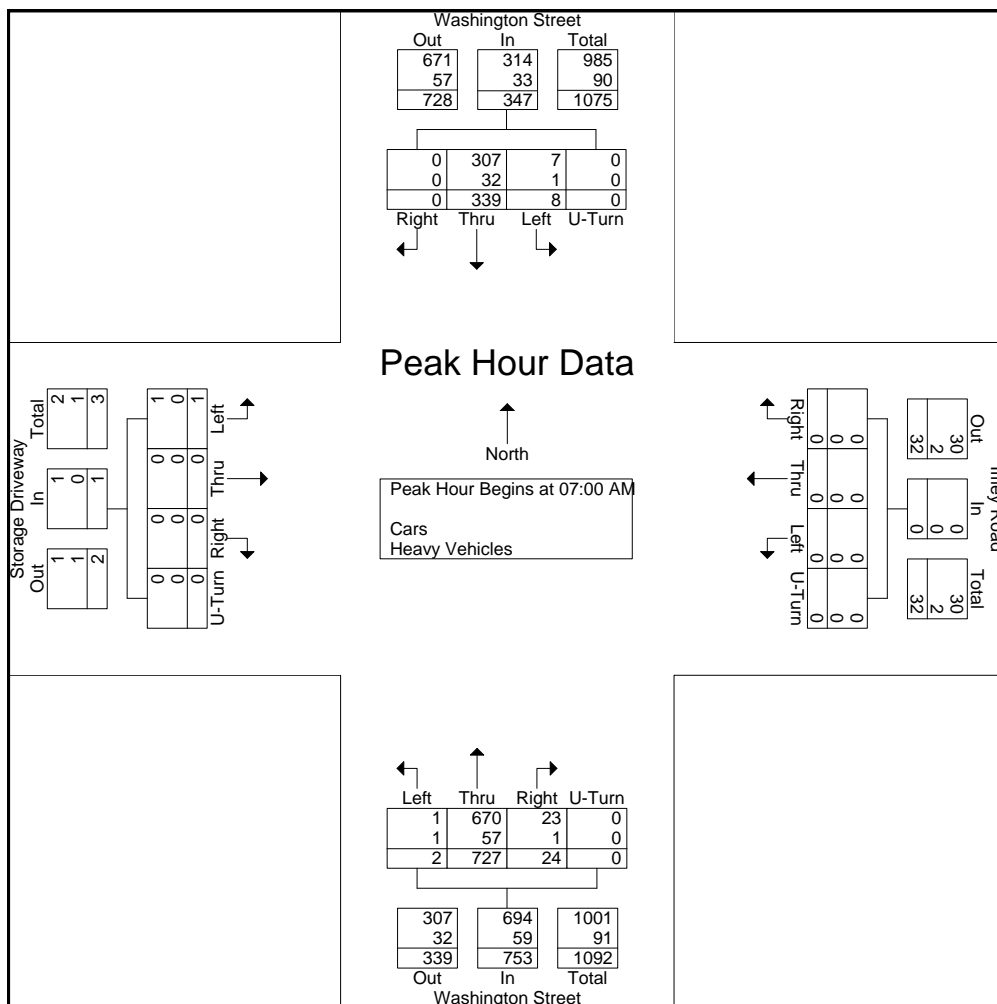 Washington Street
Out In Total
671 314 985
57 33 90
728 347 1075
0 307 7 0
0 32 1 0
0 339 8 0
Right Thru Left U-Turn
Peak Hour Data
North
Peak Hour Begins at 07:00 AM
Cars
Heavy Vehicles
Storage Driveway
Out In Total
1 1 2
1 0 1
2 1 3
0 0 0 1
0 0 0 0
0 0 0 1
U-Turn Right Thru Left
Road
Out In Total
30 0 30
2 0 2
32 0 32
0 0 0 0
0 0 0 0
0 0 0 0
Right Thru Left U-Turn
Left Thru Right U-Turn
1 670 23 0
1 57 1 0
2 727 24 0
307 694 1001
32 59 91
339 753 1092
Out In Total
Washington Street